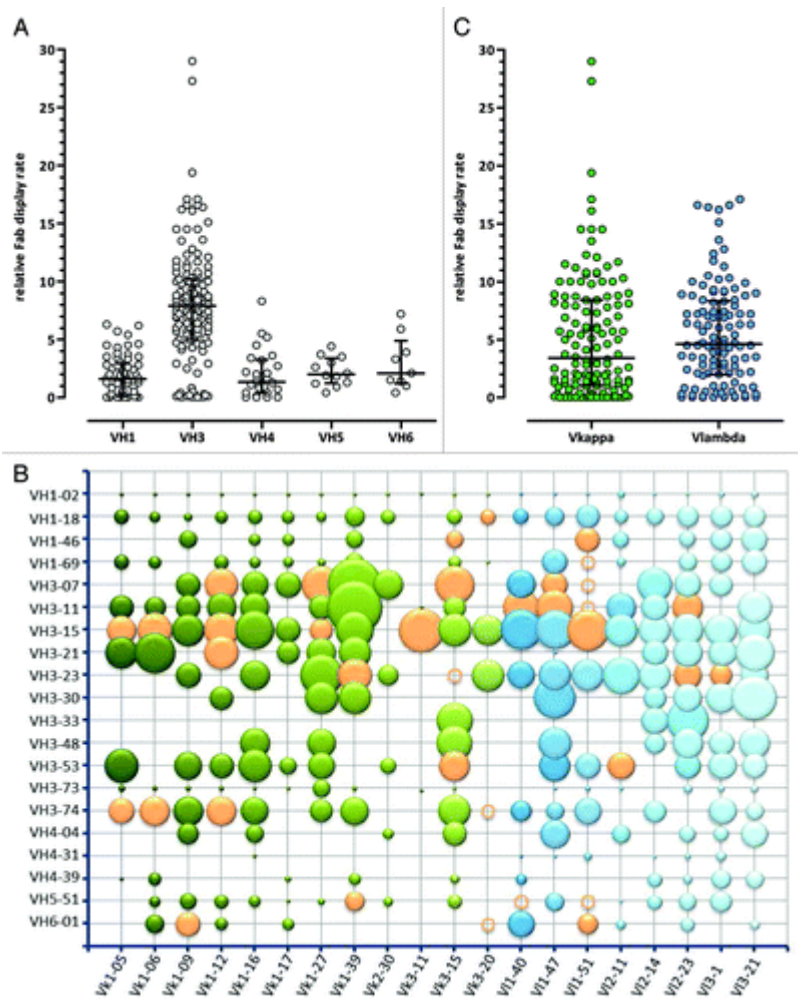 A
30
25
20
15
10
5
0
relative Fab display rate
VH1 VH3 VH4 VH5 VH6
C
30
25
20
15
10
5
0
relative Fab display rate
Vkappa Vlambda
B
VH1-02
VH1-18
VH1-46
VH1-69
VH3-07
VH3-11
VH3-15
VH3-21
VH3-23
VH3-30
VH3-33
VH3-48
VH3-53
VH3-73
VH3-74
VH4-04
VH4-31
VH4-39
VH5-51
VH6-01
Vk1-05 Vk1-06 Vk1-09 Vk1-12 Vk1-16 Vk1-17 Vk1-27 Vk1-39 Vk2-30 Vk3-11 Vk3-15 Vk3-20 Vl1-40 Vl1-47 Vl1-51 Vl2-11 Vl2-14 Vl2-23 Vl3-1 Vl3-21